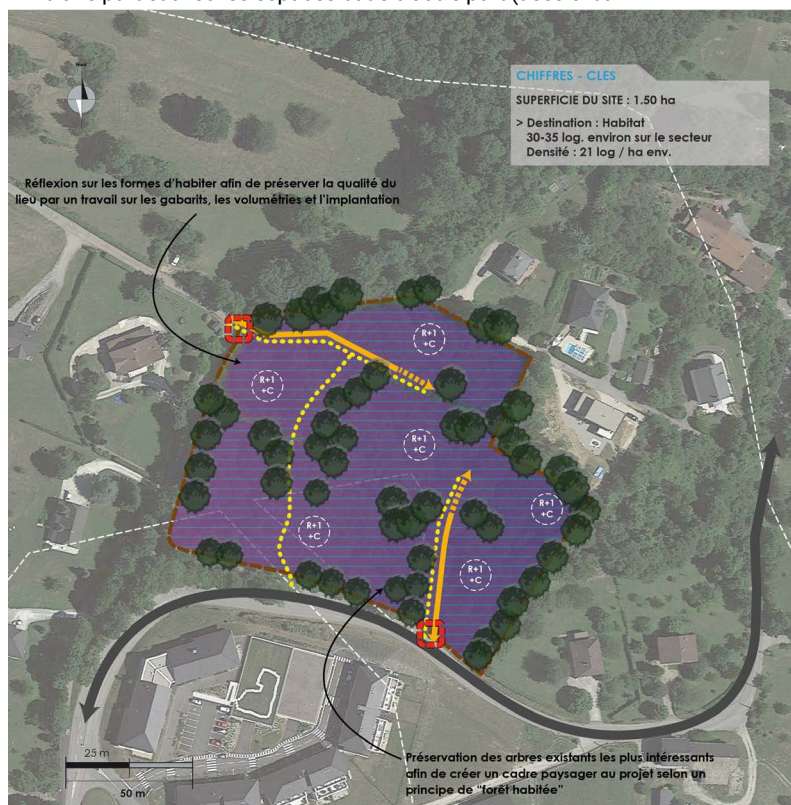 Nord
CHIFFRES - CLES
SUPERFICIE DU SITE : 1.50 ha
> Destination : Habitat
30-35 log. environ sur le secteur
Densité : 21 log / ha env.
Réflexion sur les formes d'habiter afin de préserver la qualité du
lieu par un travail sur les gabarits, les volumétries et l'implantation
R+1
+C
R+1
+C
R+1
+C
R+1
+C
R+1
+C
R+1
+C
25 m
50 m
Préservation des arbres existants les plus intéressants
afin de créer un cadre paysager au projet selon un
principe de "forêt habitée"